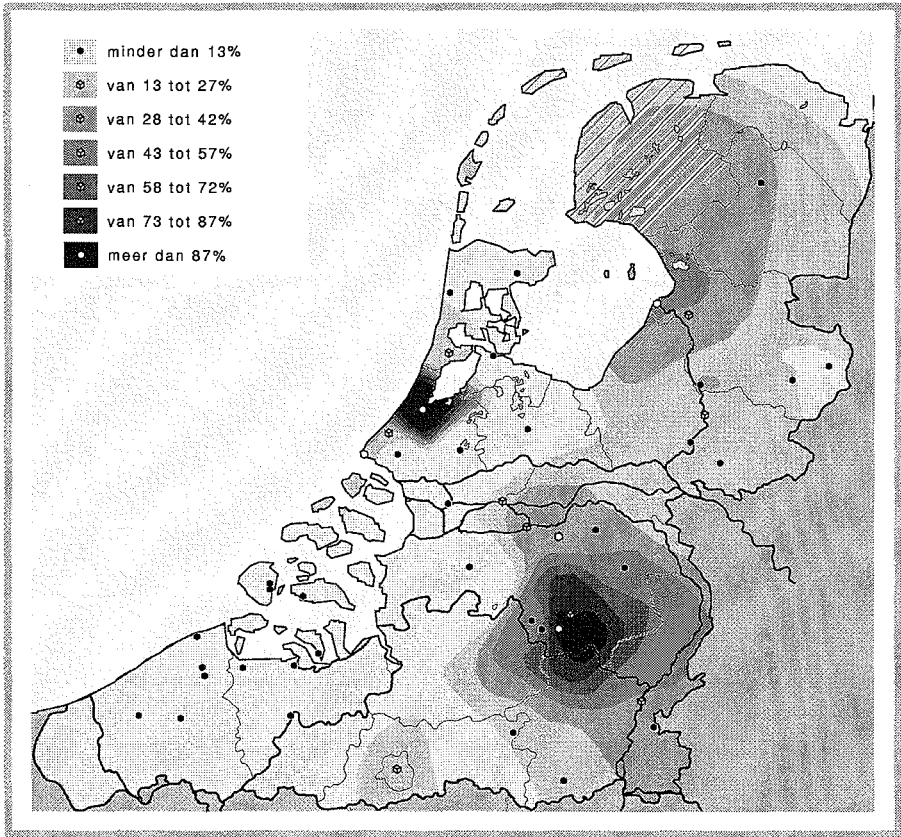 minder dan 13%
van 13 tot 27%
van 28 tot 42%
van 43 tot 57%
van 58 tot 72%
van 73 tot 87%
meer dan 87%